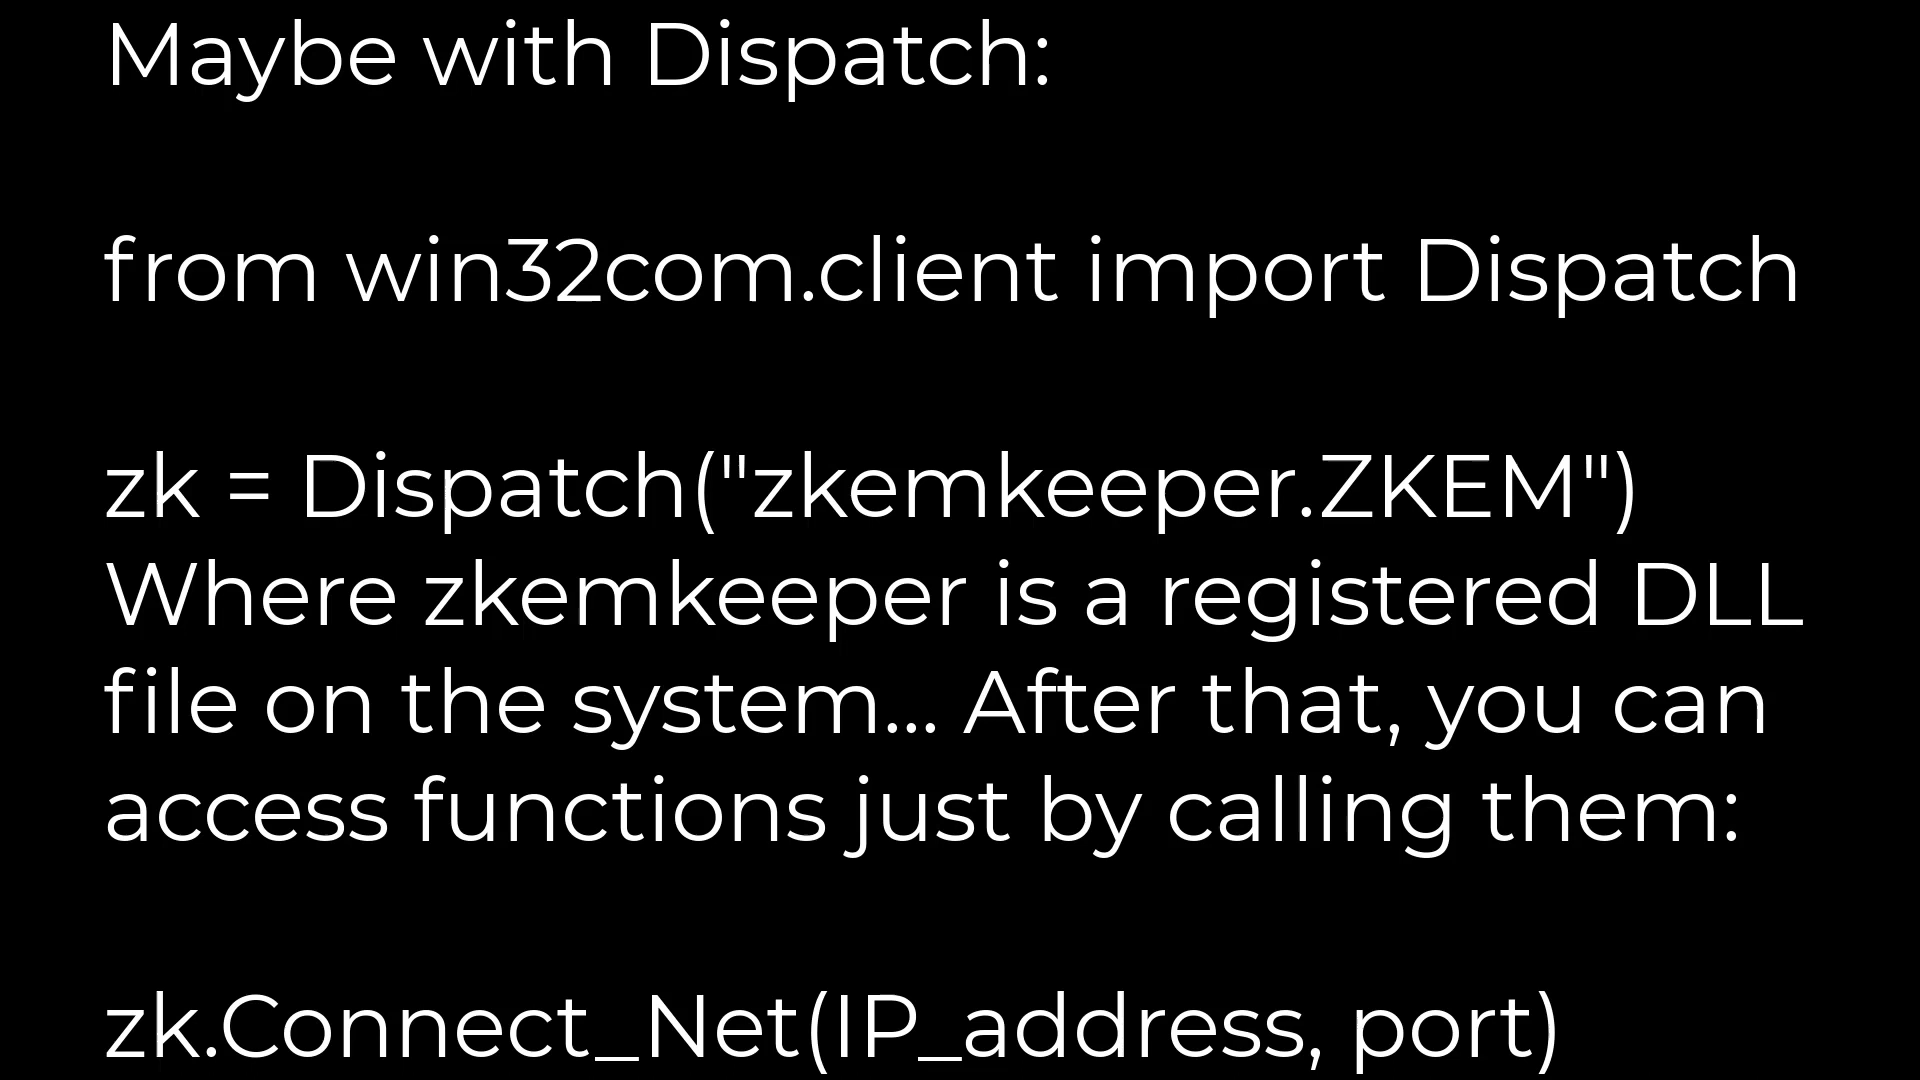 Maybe with Dispatch:
from win32com.client import Dispatch
zk = Dispatch("zkemkeeper.ZKEM")
Where zkemkeeper is a registered DLL
file on the system... After that, you can
access functions just by calling them:
zk.Connect_Net(IP_address, port)